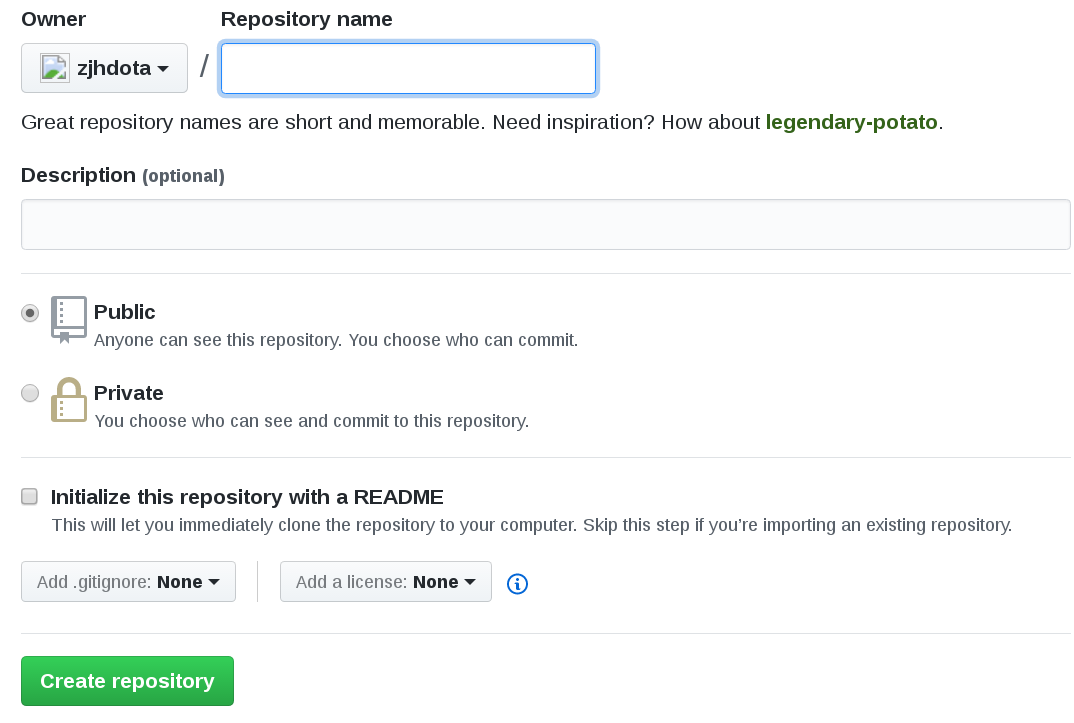 Owner Repository name
zjhdota /
Great repository names are short and memorable. Need inspiration? How about legendary-potato.
Description (optional)
Public
Anyone can see this repository. You choose who can commit.
Private
You choose who can see and commit to this repository.
Initialize this repository with a README
This will let you immediately clone the repository to your computer. Skip this step if you’re importing an existing repository.
Add .gitignore: None Add a license: None
Create repository